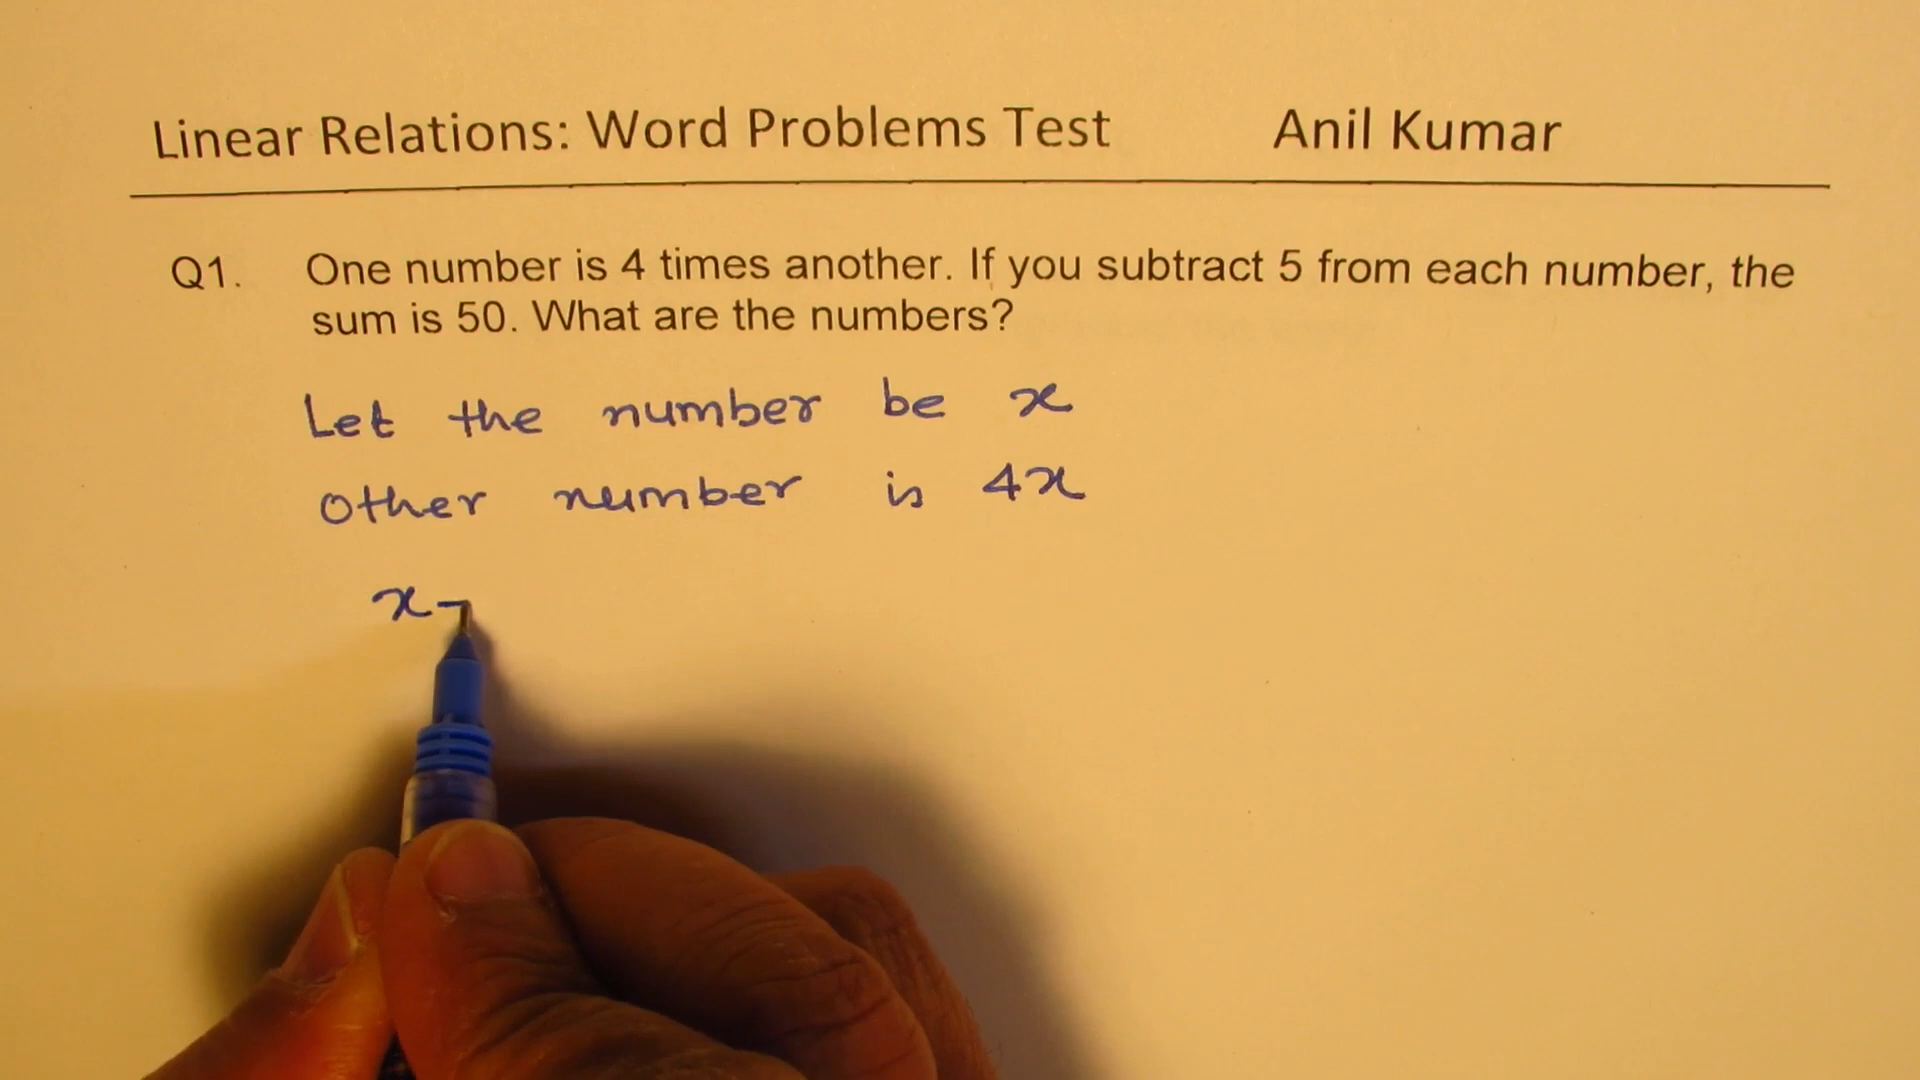 Linear Relations: Word Problems Test Anil Kumar
Q1. One number is 4 times another. If you subtract 5 from each number, the
sum is 50. What are the numbers?
Let the number be x
Other number is 4x
x-